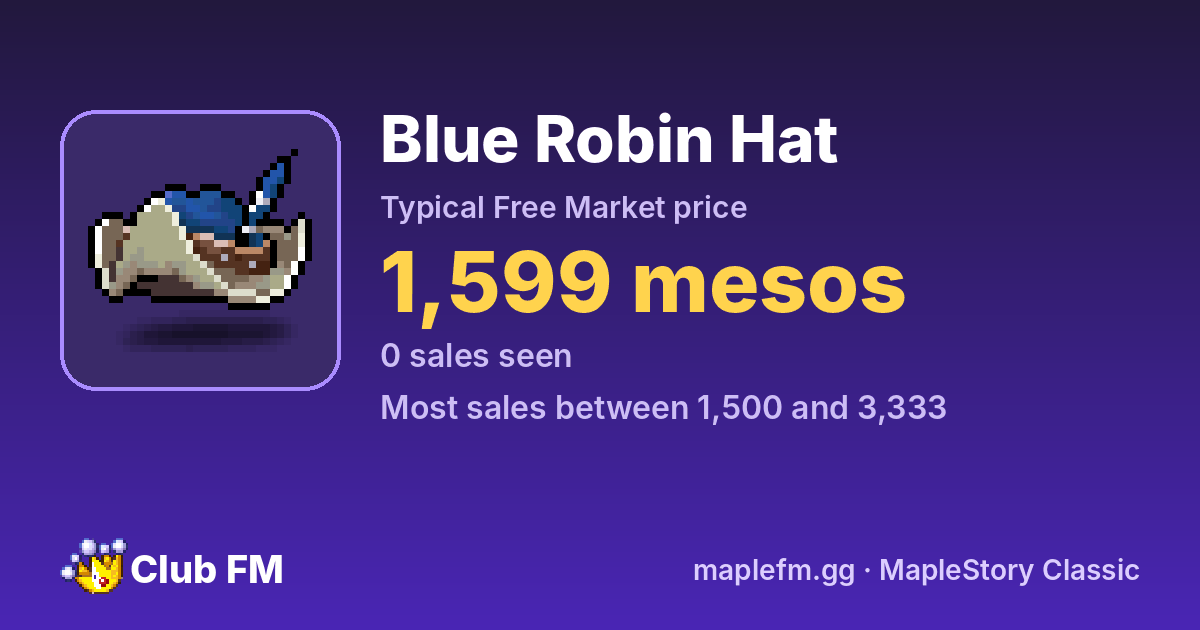 Blue Robin Hat
Typical Free Market price
1,599 mesos
0 sales seen
Most sales between 1,500 and 3,333
Club FM
maplefm.gg · MapleStory Classic